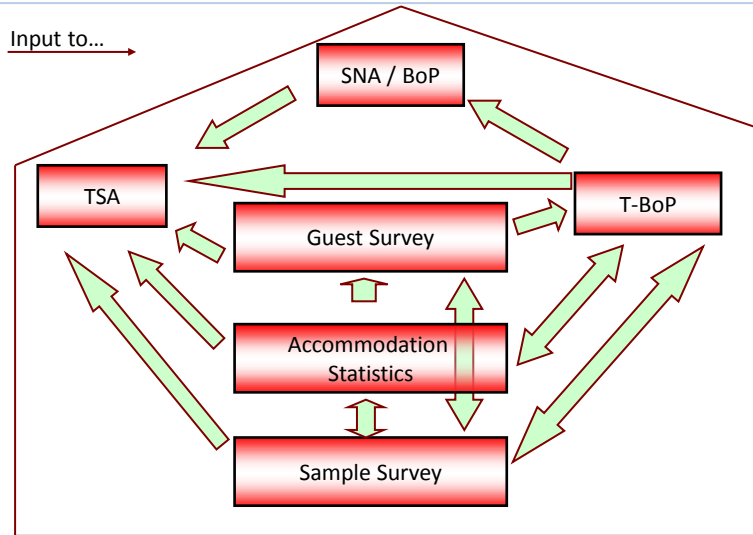 Input to...
SNA / BoP
TSA
T-BoP
Guest Survey
Accommodation
Statistics
Sample Survey